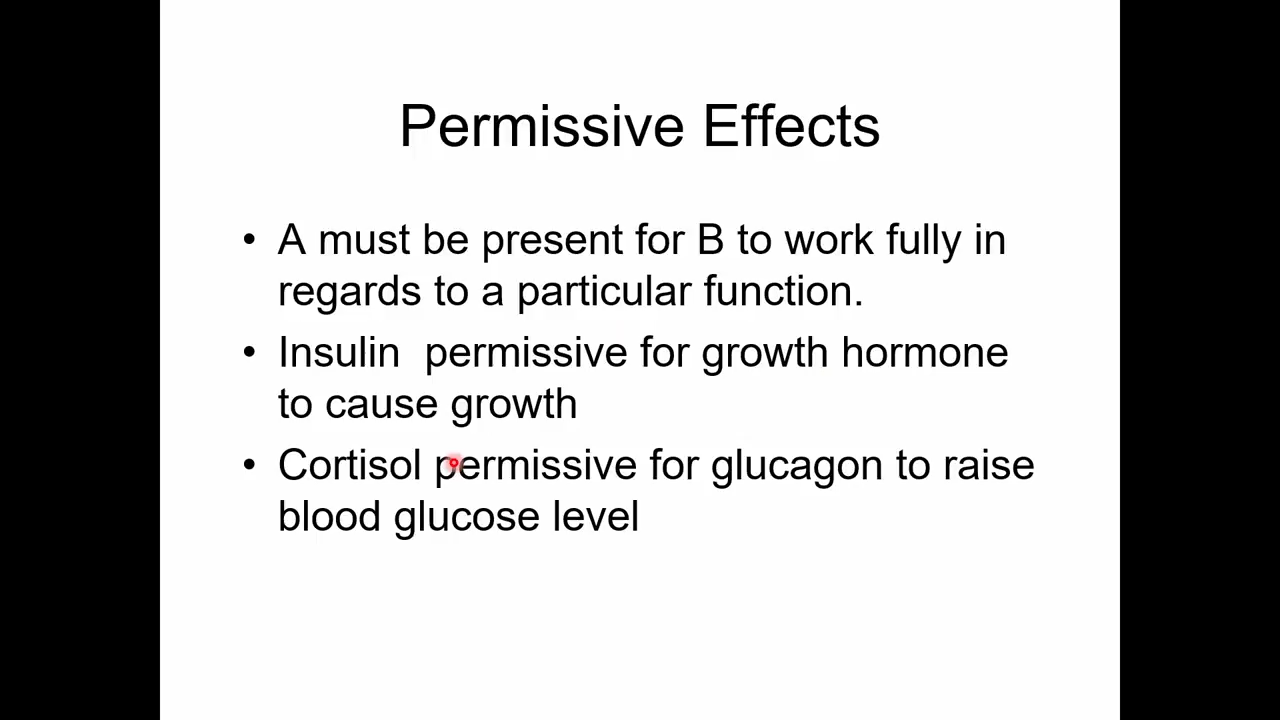 Permissive Effects
• A must be present for B to work fully in
regards to a particular function.
• Insulin  permissive for growth hormone
to cause growth
• Cortisol permissive for glucagon to raise
blood glucose level